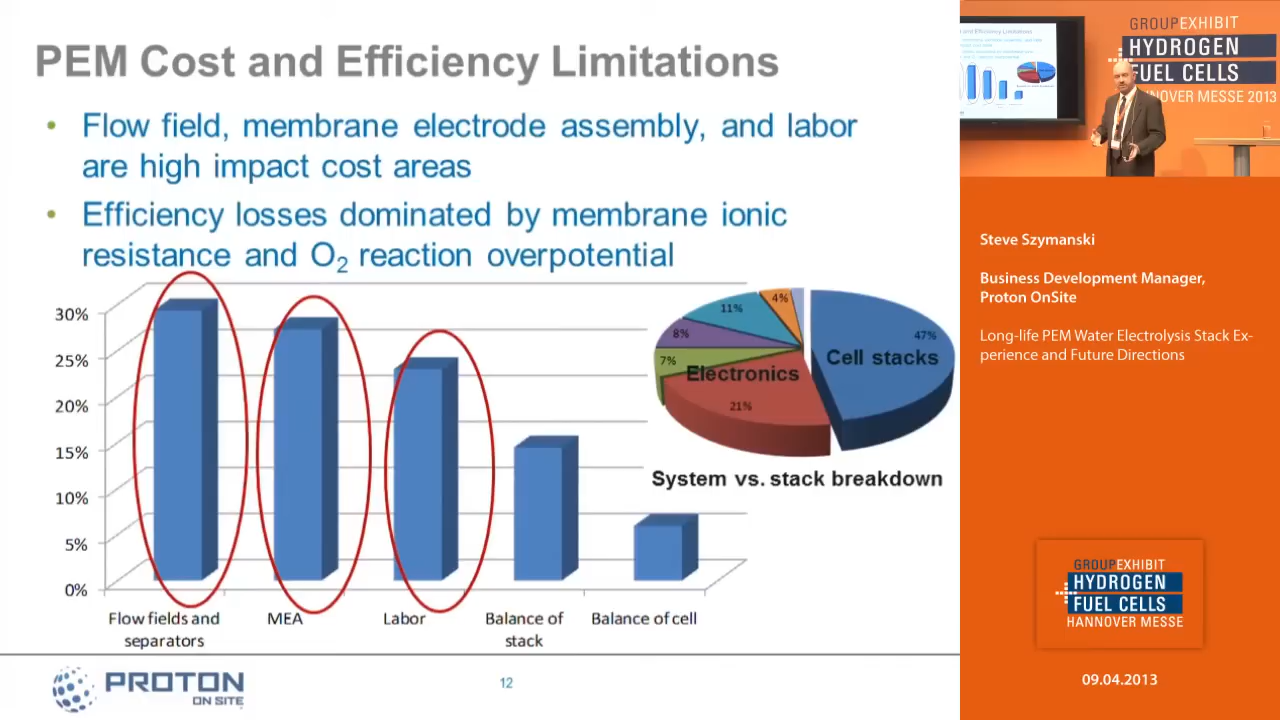 PEM Cost and Efficiency Limitations
• Flow field, membrane electrode assembly, and labor
are high impact cost areas
• Efficiency losses dominated by membrane ionic
resistance and O2 reaction overpotential
30%
25%
20%
15%
10%
5%
0%
Flow fields and
separators
MEA
Labor
Balance of
stack
Balance of cell
4%
11%
8%
7%
47%
Cell stacks
Electronics
21%
System vs. stack breakdown
PROTON
ON SITE
12
GROUPEXHIBIT
HYDROGEN
FUEL CELLS
HANNOVER MESSE 2013
Steve Szymanski
Business Development Manager,
Proton OnSite
Long-life PEM Water Electrolysis Stack Ex-
perience and Future Directions
GROUPEXHIBIT
HYDROGEN
FUEL CELLS
HANNOVER MESSE
09.04.2013